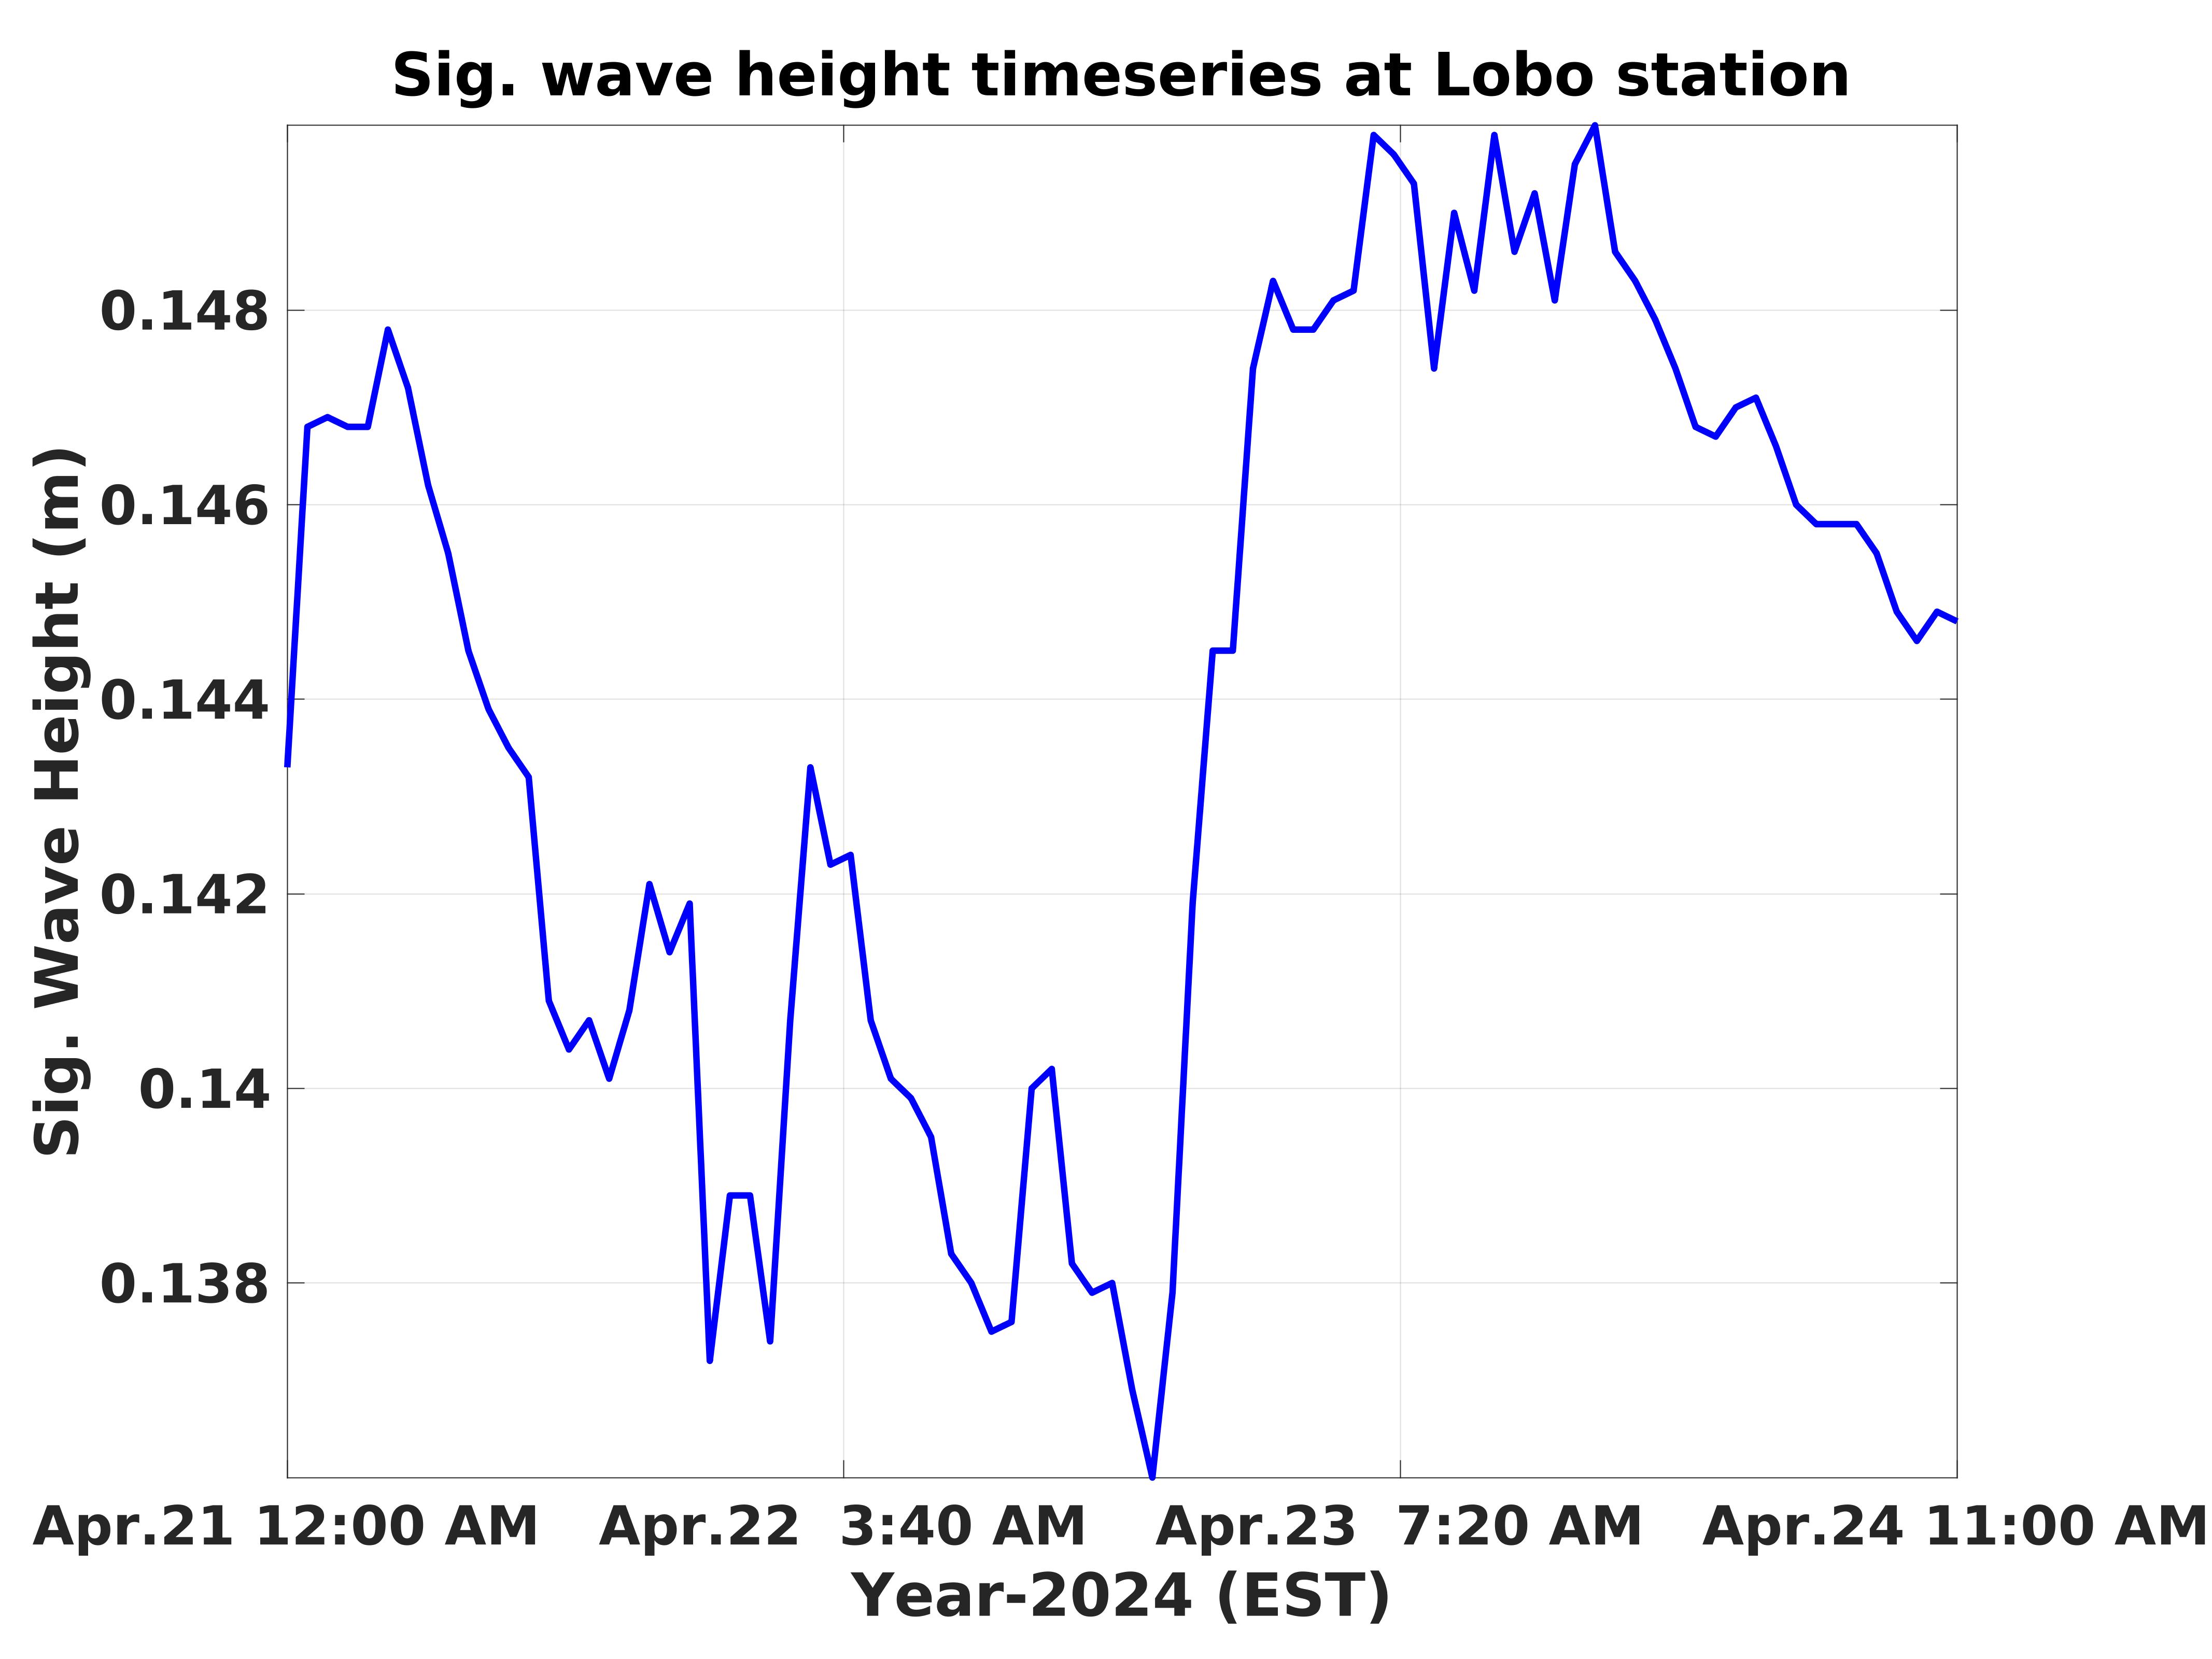 Sig. wave height timeseries at Lobo station
Sig. Wave Height (m)
0.148
0.146
0.144
0.142
0.14
0.138
Apr.21 12:00 AM Apr.22 3:40 AM Apr.23 7:20 AM Apr.24 11:00 AM
Year-2024 (EST)